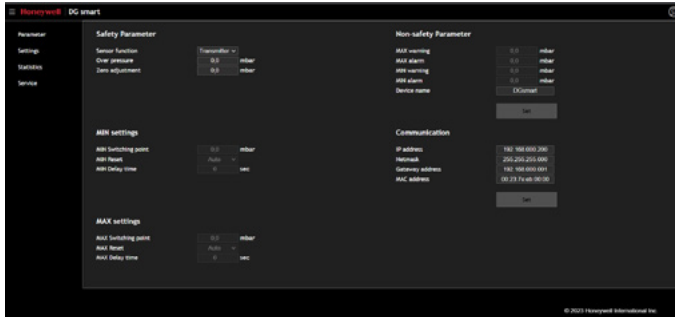 Honeywell | DG smart
Parameter
Settings
Statistics
Service
Safety Parameter
Sensor function Transmitter
Over pressure 0,0 mbar
Zero adjustment 0,0 mbar
Non-safety Parameter
MAX warning 0,0 mbar
MAX alarm 0,0 mbar
MIN warning 0,0 mbar
MIN alarm 0,0 mbar
Device name DGsmart
Set
MIN settings
MIN Switching point 0,0 mbar
MIN Reset Auto
MIN Delay time 0 sec
Communication
IP address 192.168.000.200
Netmask 255.255.255.000
Gateway address 192.168.000.001
MAC address
Set
MAX settings
MAX Switching point 0,0 mbar
MAX Reset Auto
MAX Delay time 0 sec
© 2023 Honeywell International Inc